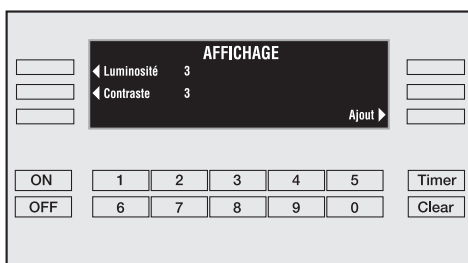 AFFICHAGE
Luminosité 3
Contraste 3
Ajout
ON 1 2 3 4 5 Timer
OFF 6 7 8 9 0 Clear